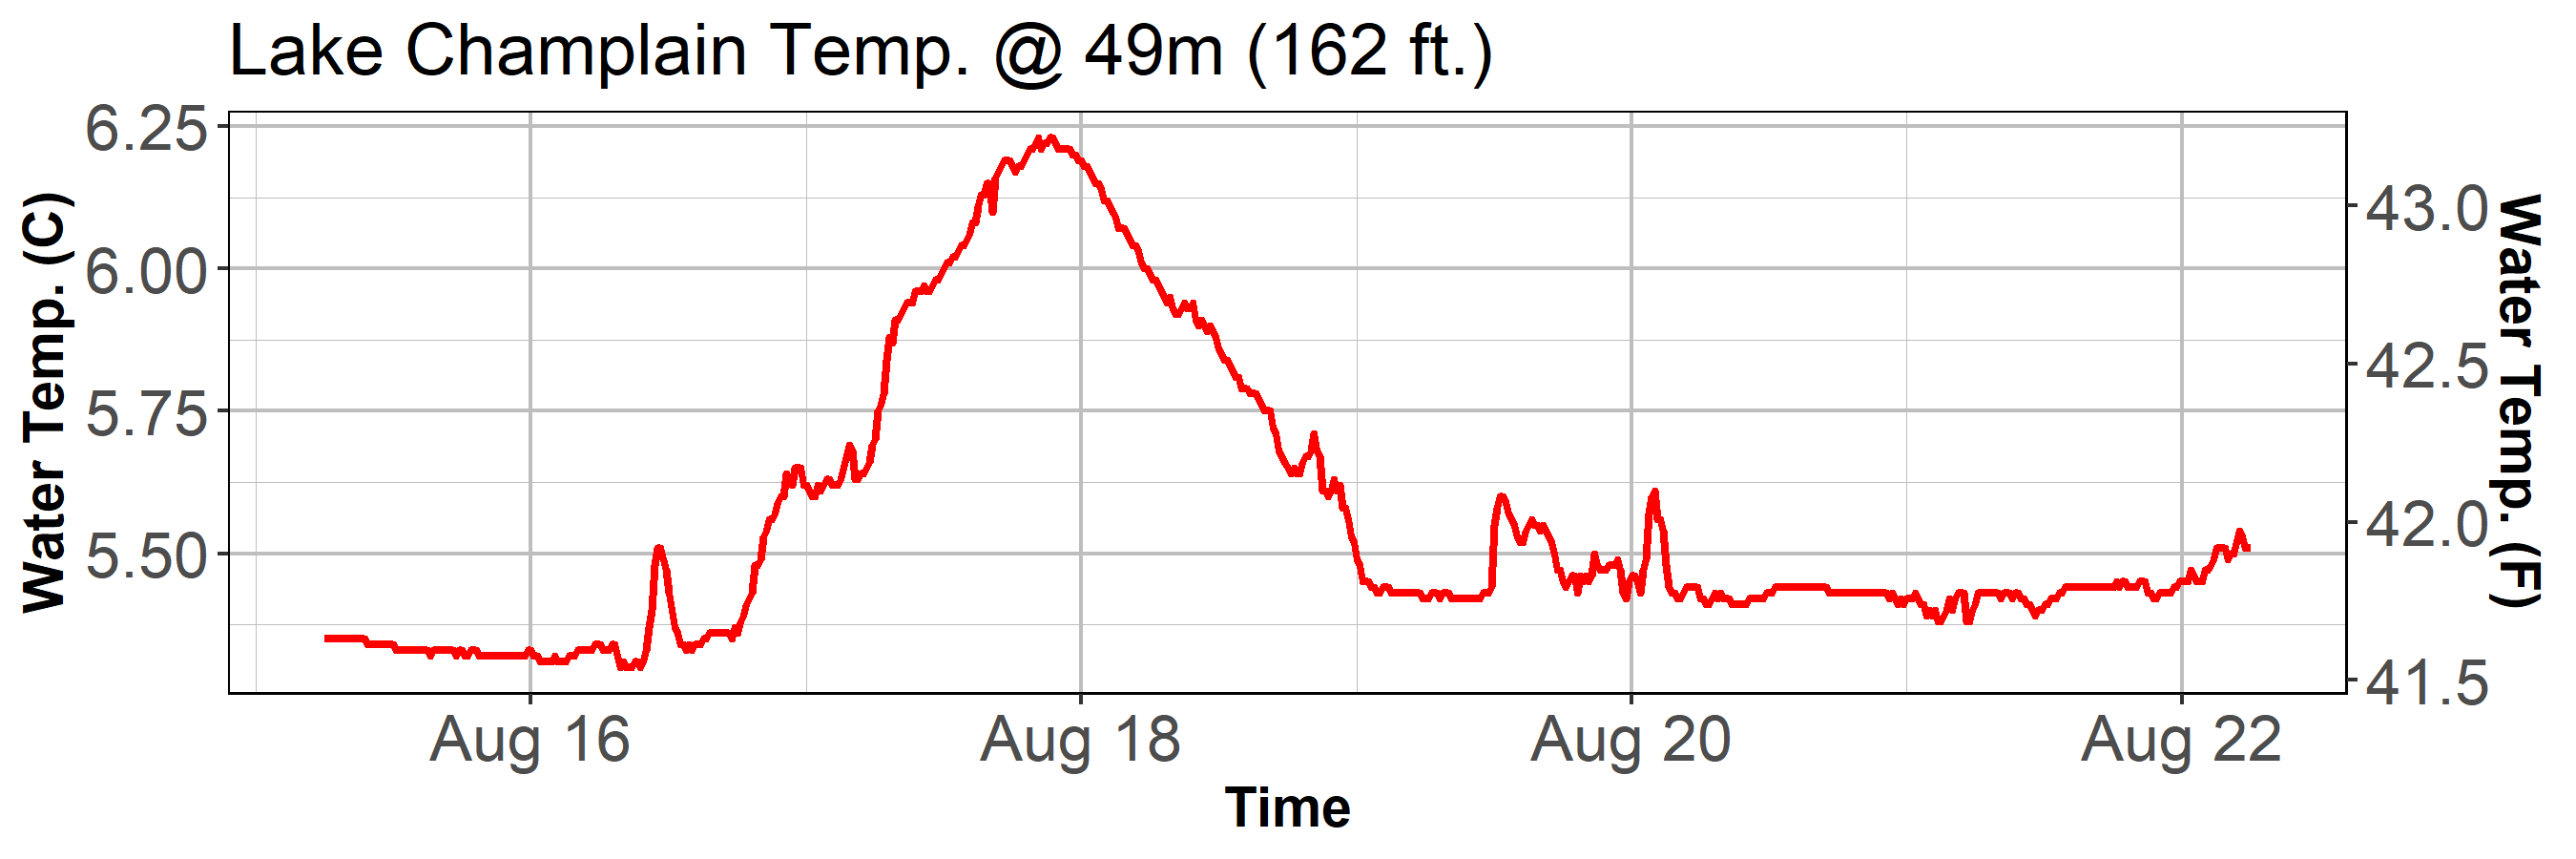 Lake Champlain Temp. @ 49m (162 ft.)
Water Temp. (C)
6.25
6.00
5.75
5.50
43.0
42.5
42.0
41.5
Water Temp. (F)
Aug 16 Aug 18 Aug 20 Aug 22
Time